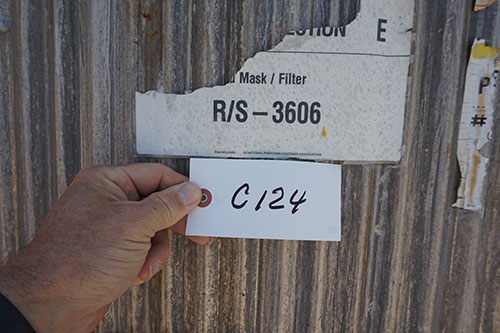 E
Mask / Filter
R/S – 3606
C124
P
#